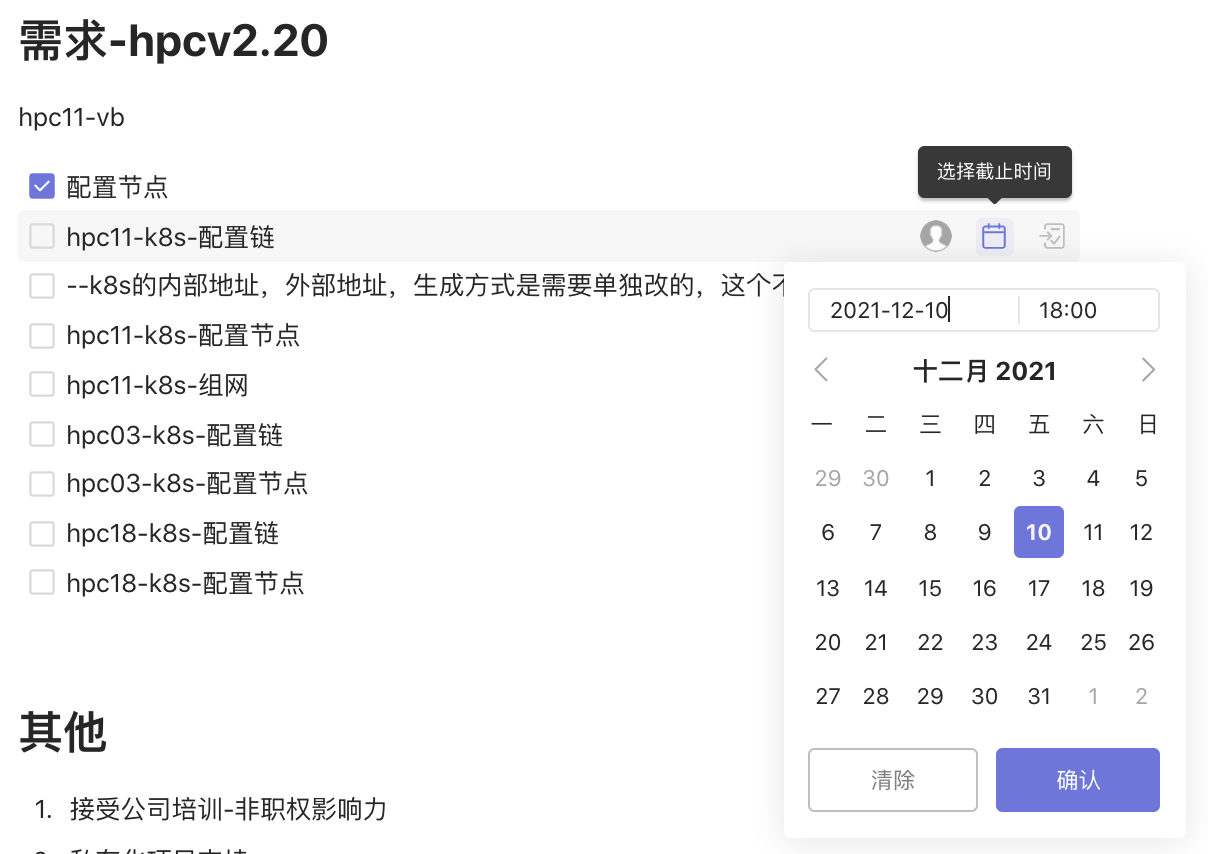 需求-hpcv2.20
hpc11-vb
选择截止时间
配置节点
hpc11-k8s-配置链
--k8s的内部地址，外部地址，生成方式是需要单独改的，这个
hpc11-k8s-配置节点
hpc11-k8s-组网
hpc03-k8s-配置链
hpc03-k8s-配置节点
hpc18-k8s-配置链
hpc18-k8s-配置节点
2021-12-10 18:00
十二月 2021
一 二 三 四 五 六 日
29 30 1 2 3 4 5
6 7 8 9 10 11 12
13 14 15 16 17 18 19
20 21 22 23 24 25 26
27 28 29 30 31 1 2
清除 确认
其他
1. 接受公司培训-非职权影响力